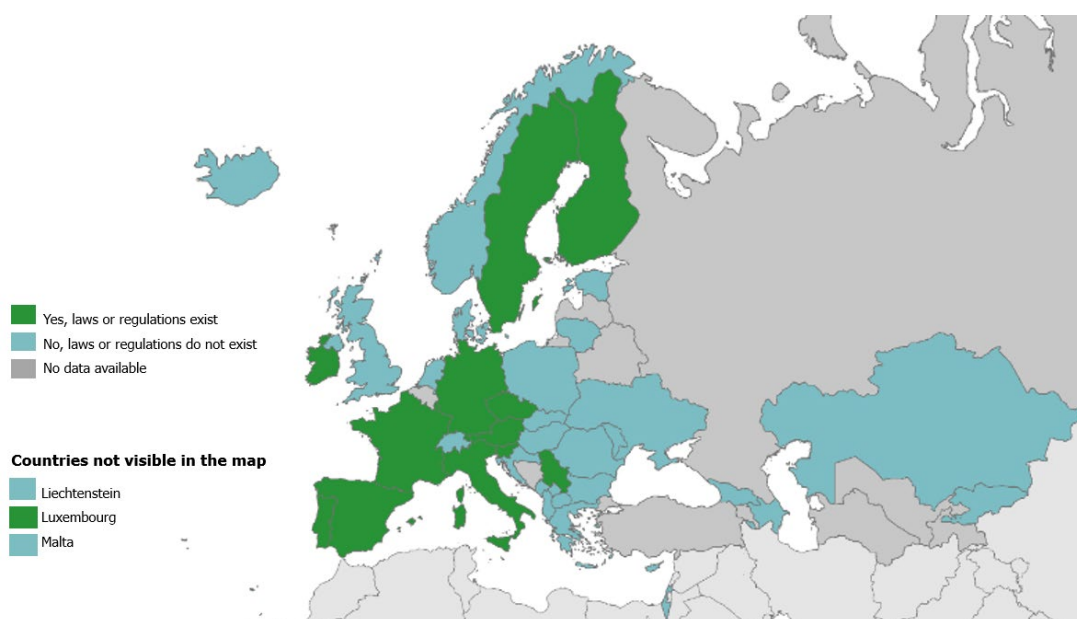 Yes, laws or regulations exist
No, laws or regulations do not exist
No data available
Countries not visible in the map
Liechtenstein
Luxembourg
Malta